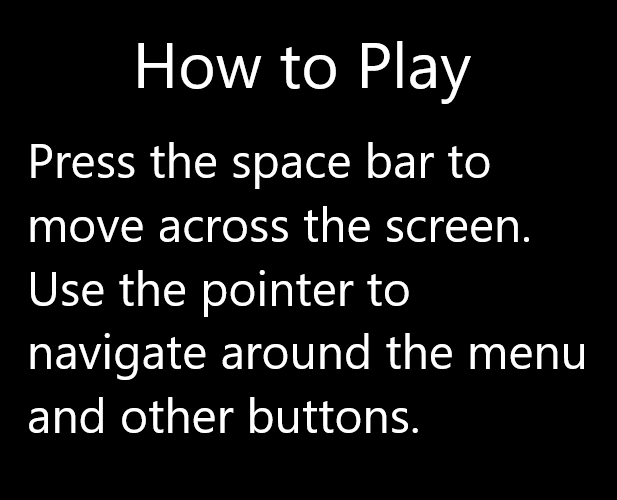 How to Play
Press the space bar to
move across the screen.
Use the pointer to
navigate around the menu
and other buttons.